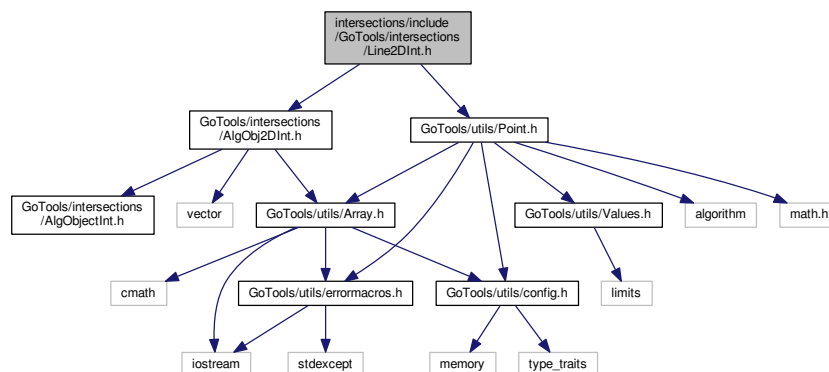 intersections/include
/GoTools/intersections
/Line2DInt.h
GoTools/intersections
/AlgObj2DInt.h
GoTools/utils/Point.h
GoTools/intersections
/AlgObjectInt.h
vector
GoTools/utils/Array.h
GoTools/utils/Values.h
algorithm
math.h
cmath
GoTools/utils/errormacros.h
GoTools/utils/config.h
limits
iostream
stdexcept
memory
type_traits